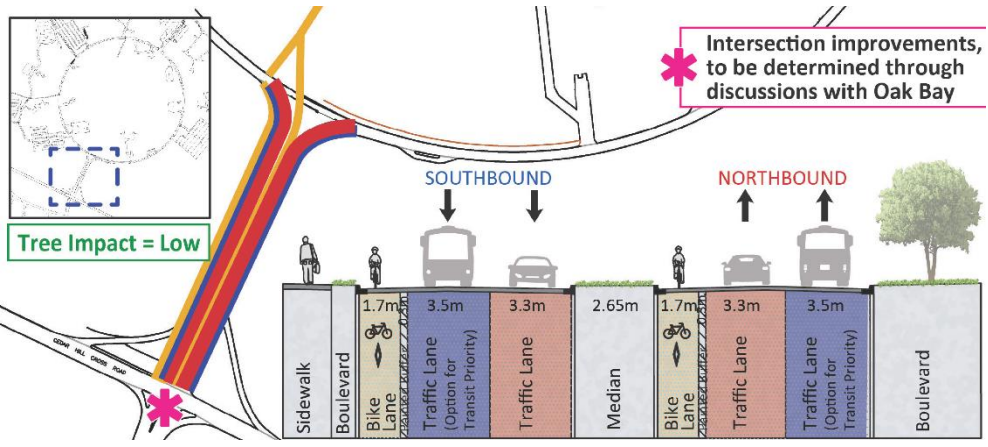 Intersection improvements,
to be determined through
discussions with Oak Bay
Tree Impact = Low
CEDAR HILL CROSS ROAD
SOUTHBOUND
NORTHBOUND
1.7m
3.5m
3.3m
2.65m
1.7m
3.3m
3.5m
Sidewalk
Boulevard
Bike
Lane
Traffic Lane
(Option for
Transit Priority)
Traffic Lane
Median
Bike
Lane
Traffic Lane
Traffic Lane
(Option for
Transit Priority)
Boulevard